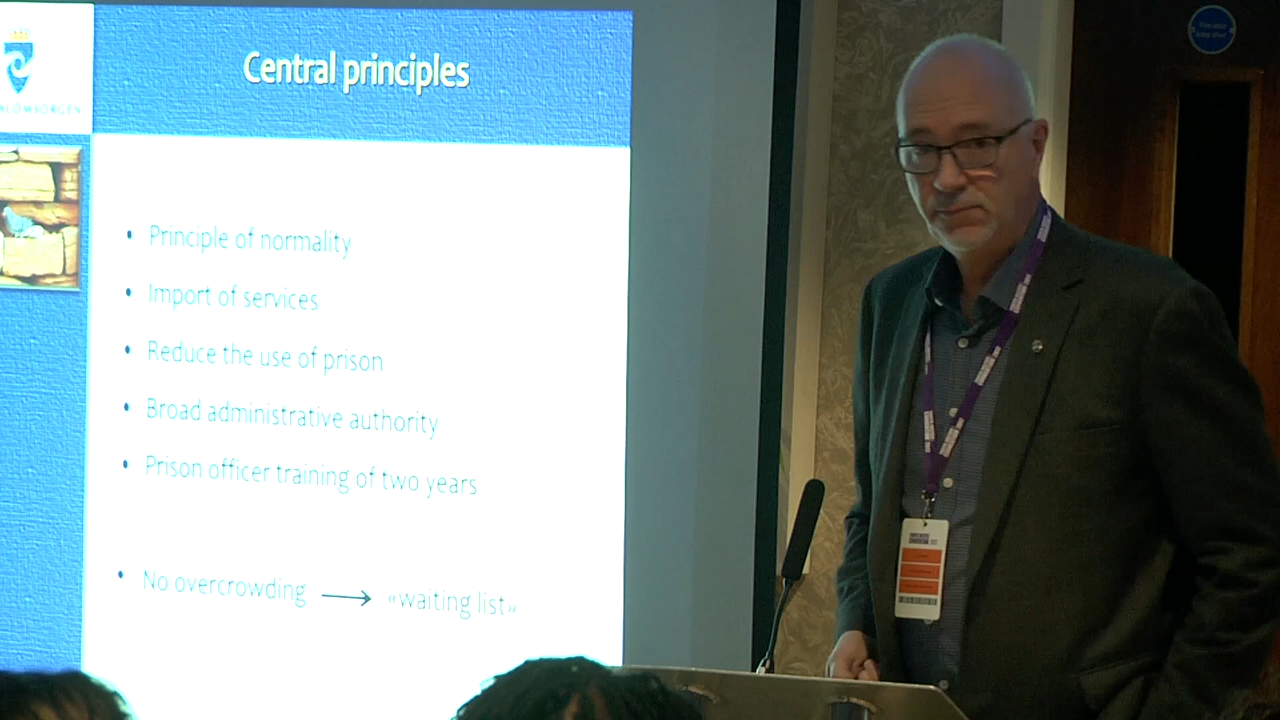 Central principles
• Principle of normality
• Import of services
• Reduce the use of prison
• Broad administrative authority
• Prison officer training of two years
• No overcrowding → «waiting list»